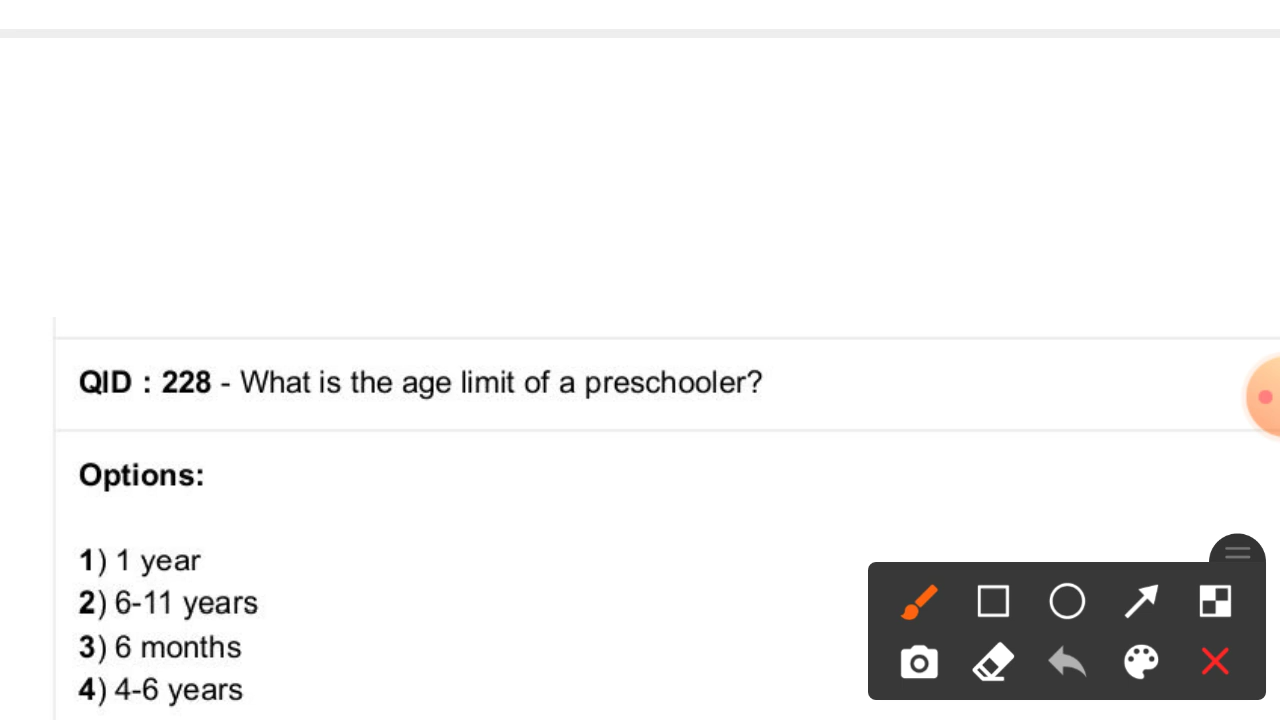 QID : 228 - What is the age limit of a preschooler?
Options:
1) 1 year
2) 6-11 years
3) 6 months
4) 4-6 years